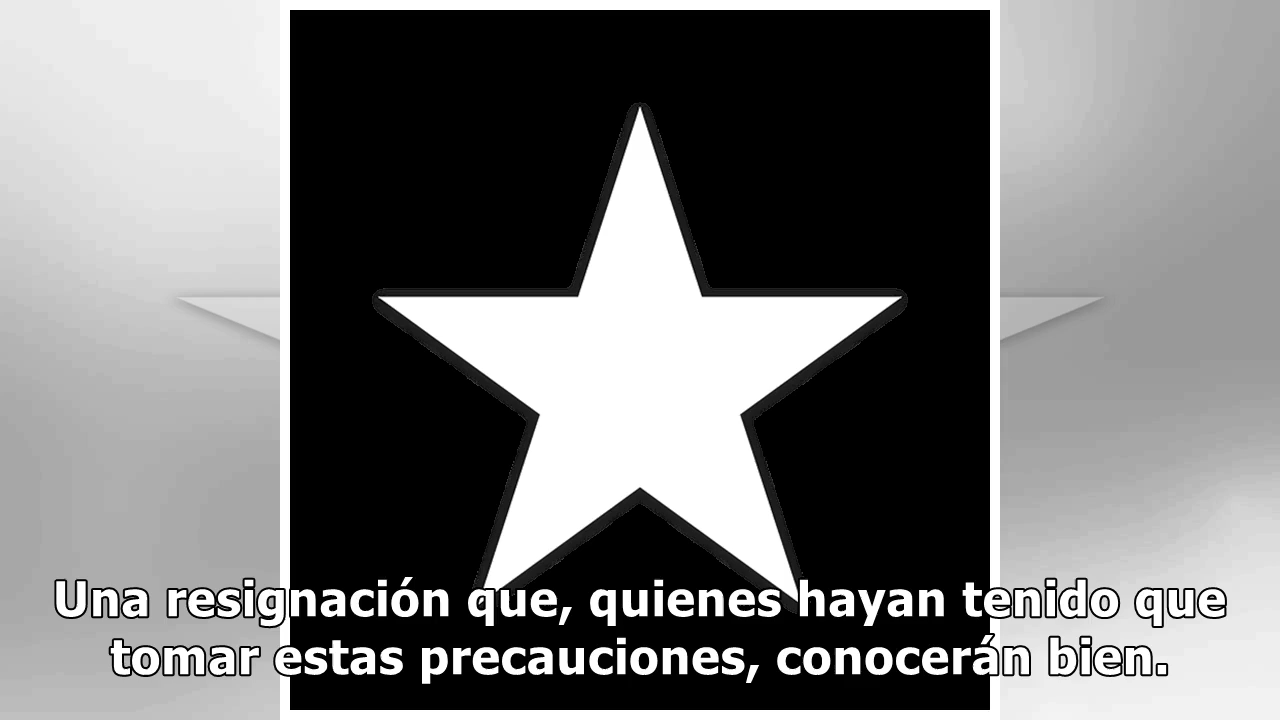 Una resignación que, quienes hayan tenido que
tomar estas precauciones, conocerán bien.